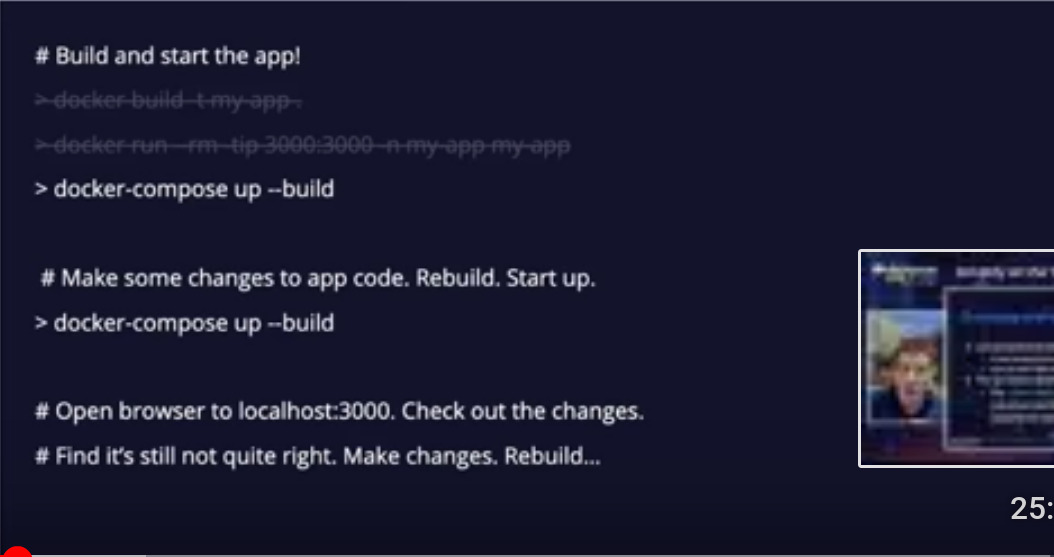 # Build and start the app!
> docker build -t my-app .
> docker run --rm -tip 3000:3000 -n my-app my-app
> docker-compose up --build
# Make some changes to app code. Rebuild. Start up.
> docker-compose up --build
# Open browser to localhost:3000. Check out the changes.
# Find it's still not quite right. Make changes. Rebuild...
25: